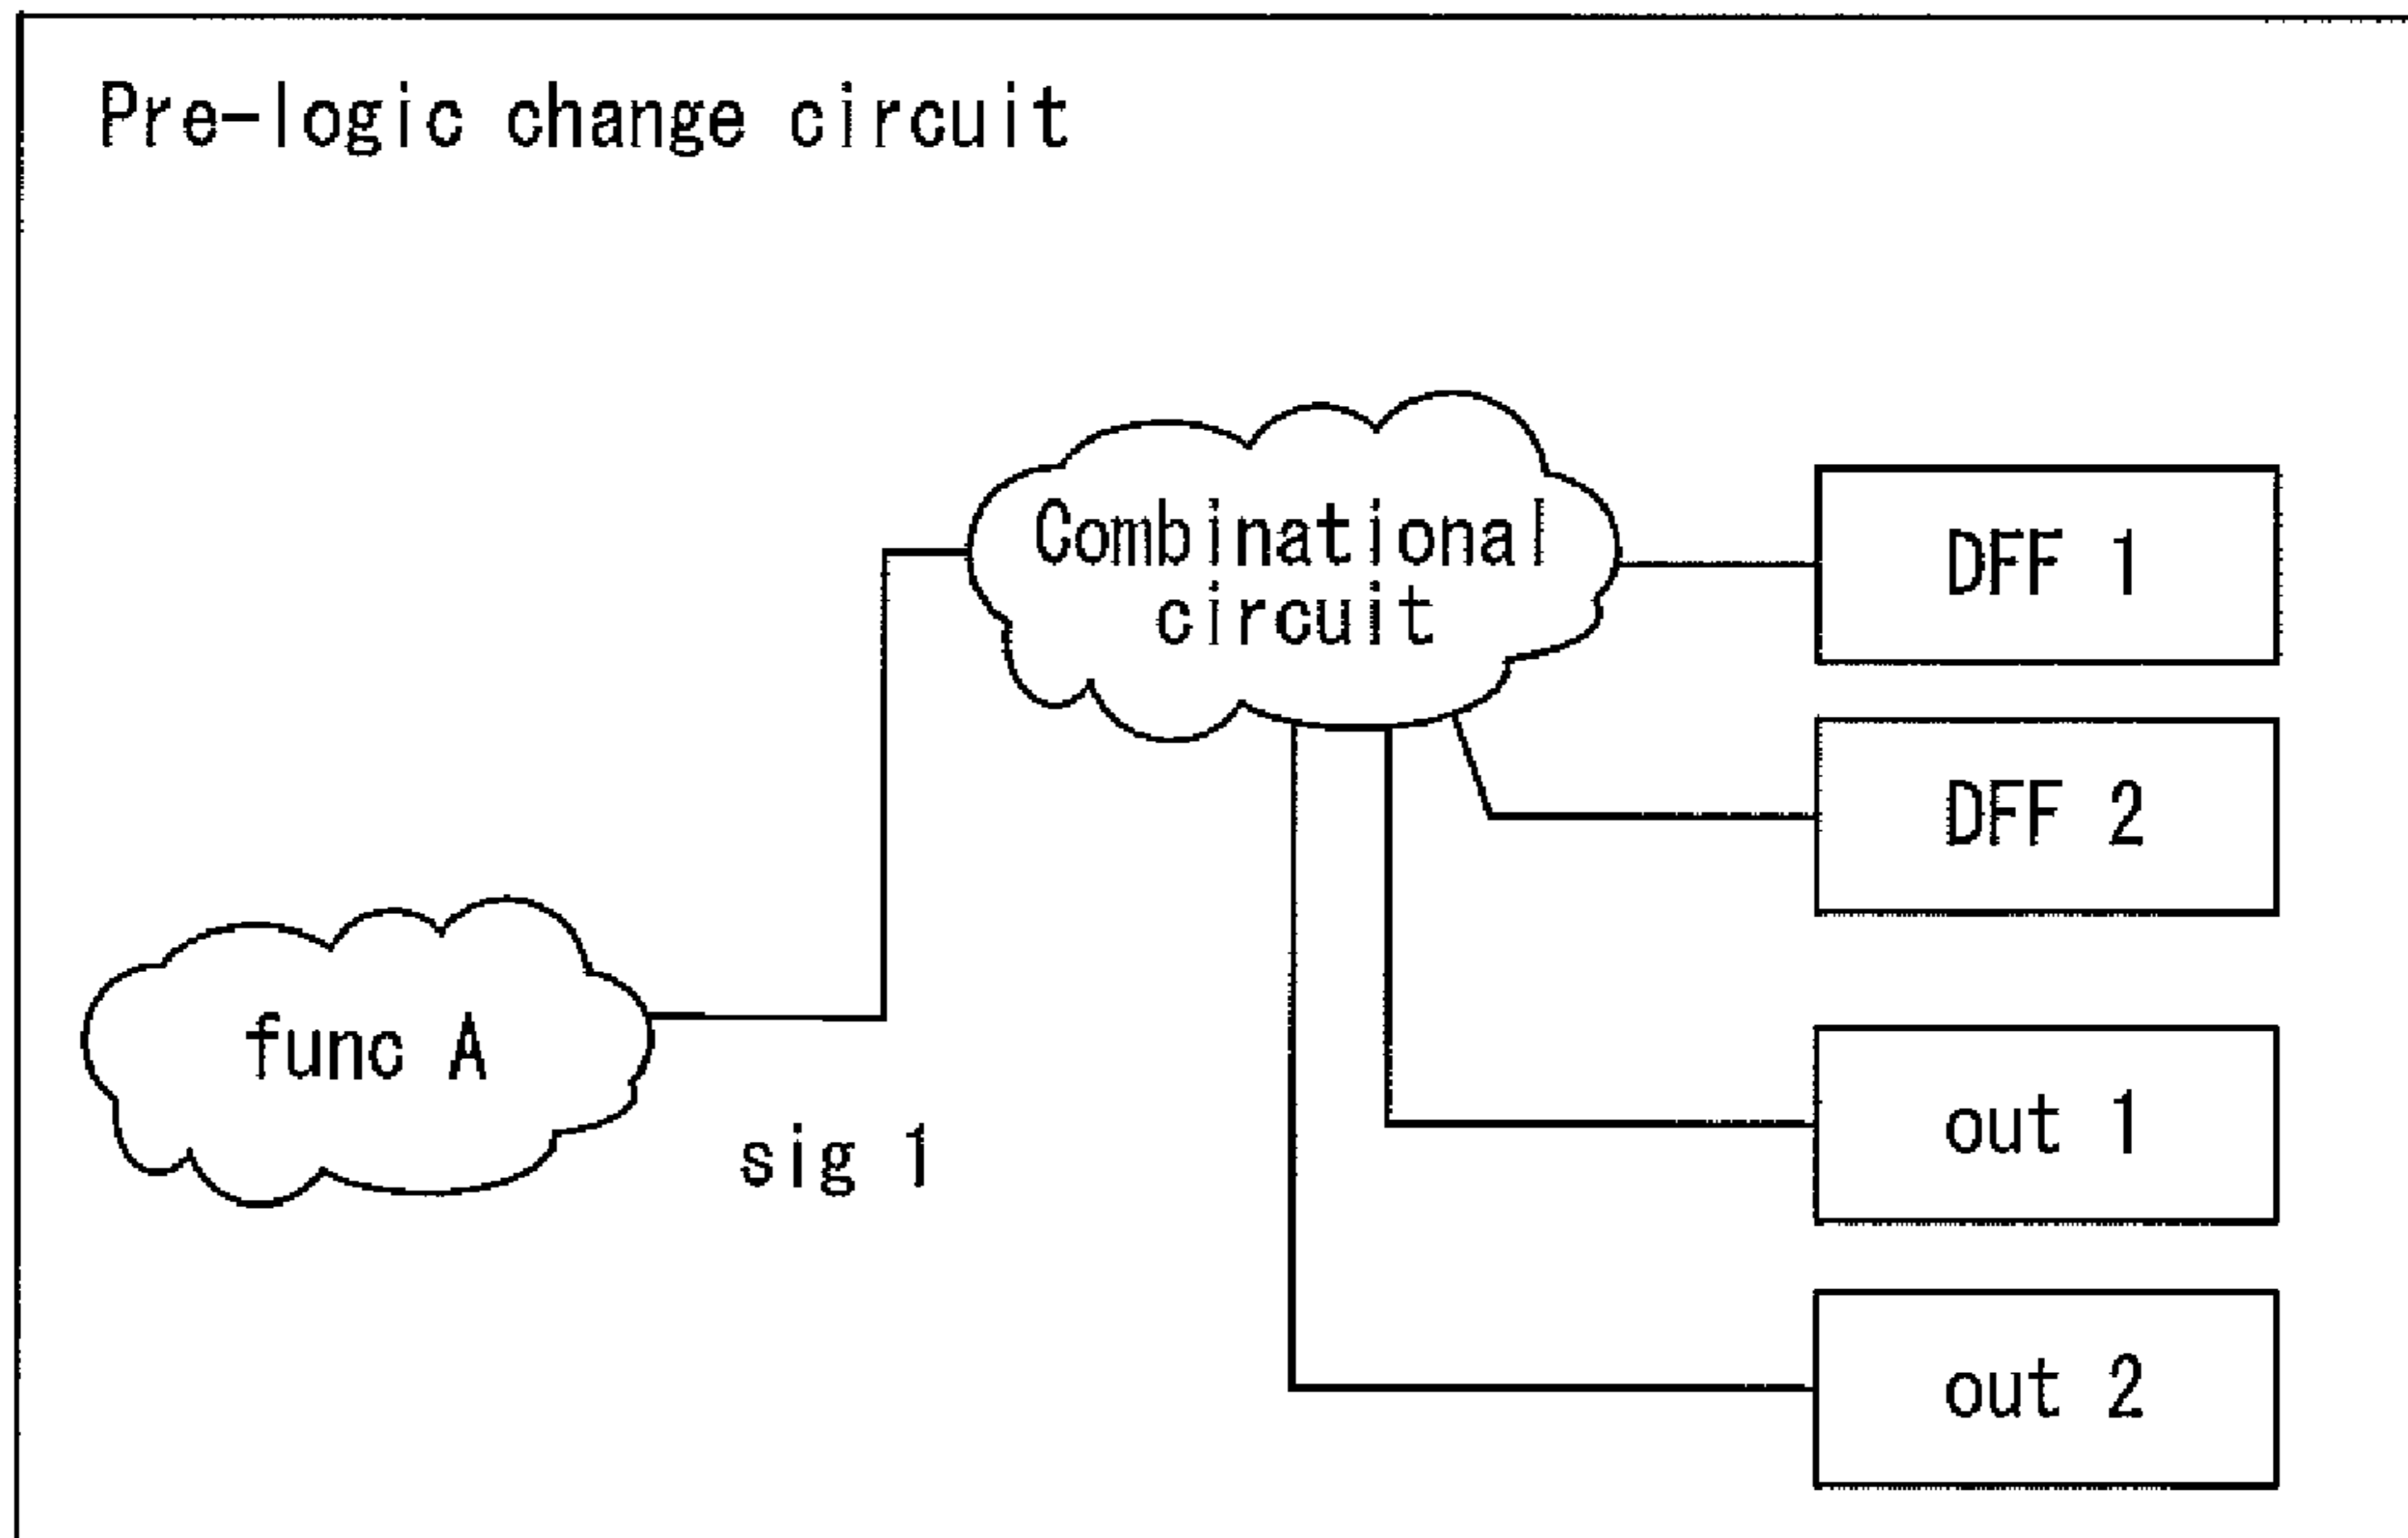 Pre-logic change circuit
Combinational
circuit
DFF 1
DFF 2
func A
sig 1
out 1
out 2